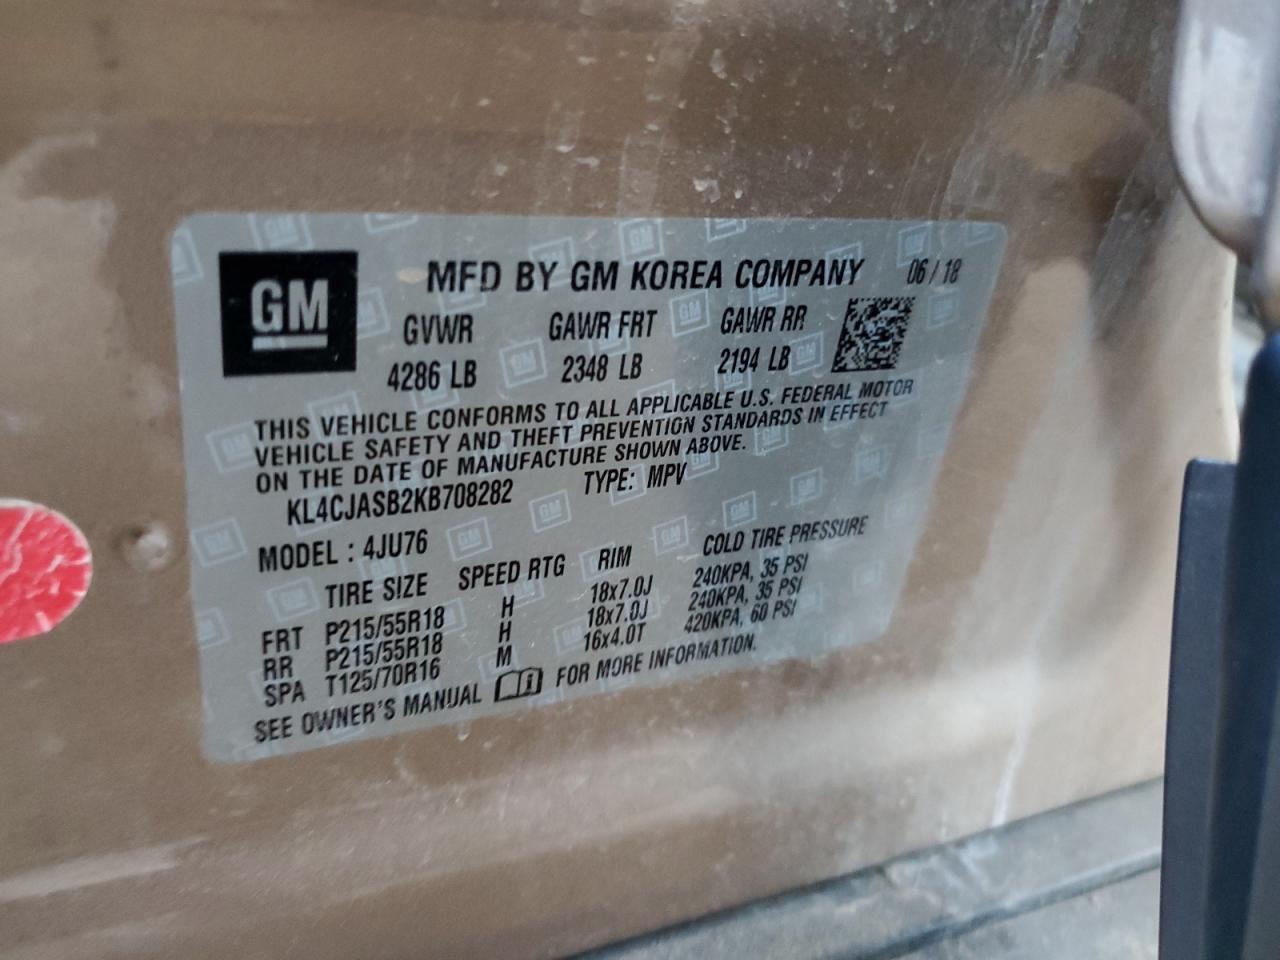 GM
MFD BY GM KOREA COMPANY 06 / 18
GVWR GAWR FRT GAWR RR
4286 LB 2348 LB 2194 LB
THIS VEHICLE CONFORMS TO ALL APPLICABLE U.S. FEDERAL MOTOR
VEHICLE SAFETY AND THEFT PREVENTION STANDARDS IN EFFECT
ON THE DATE OF MANUFACTURE SHOWN ABOVE.
KL4CJASB2KB708282 TYPE: MPV
MODEL : 4JU76
TIRE SIZE SPEED RTG RIM COLD TIRE PRESSURE
FRT P215/55R18 H 18x7.0J 240KPA, 35 PSI
RR P215/55R18 H 18x7.0J 240KPA, 35 PSI
SPA T125/70R16 M 16x4.0T 420KPA, 60 PSI
SEE OWNER'S MANUAL FOR MORE INFORMATION.